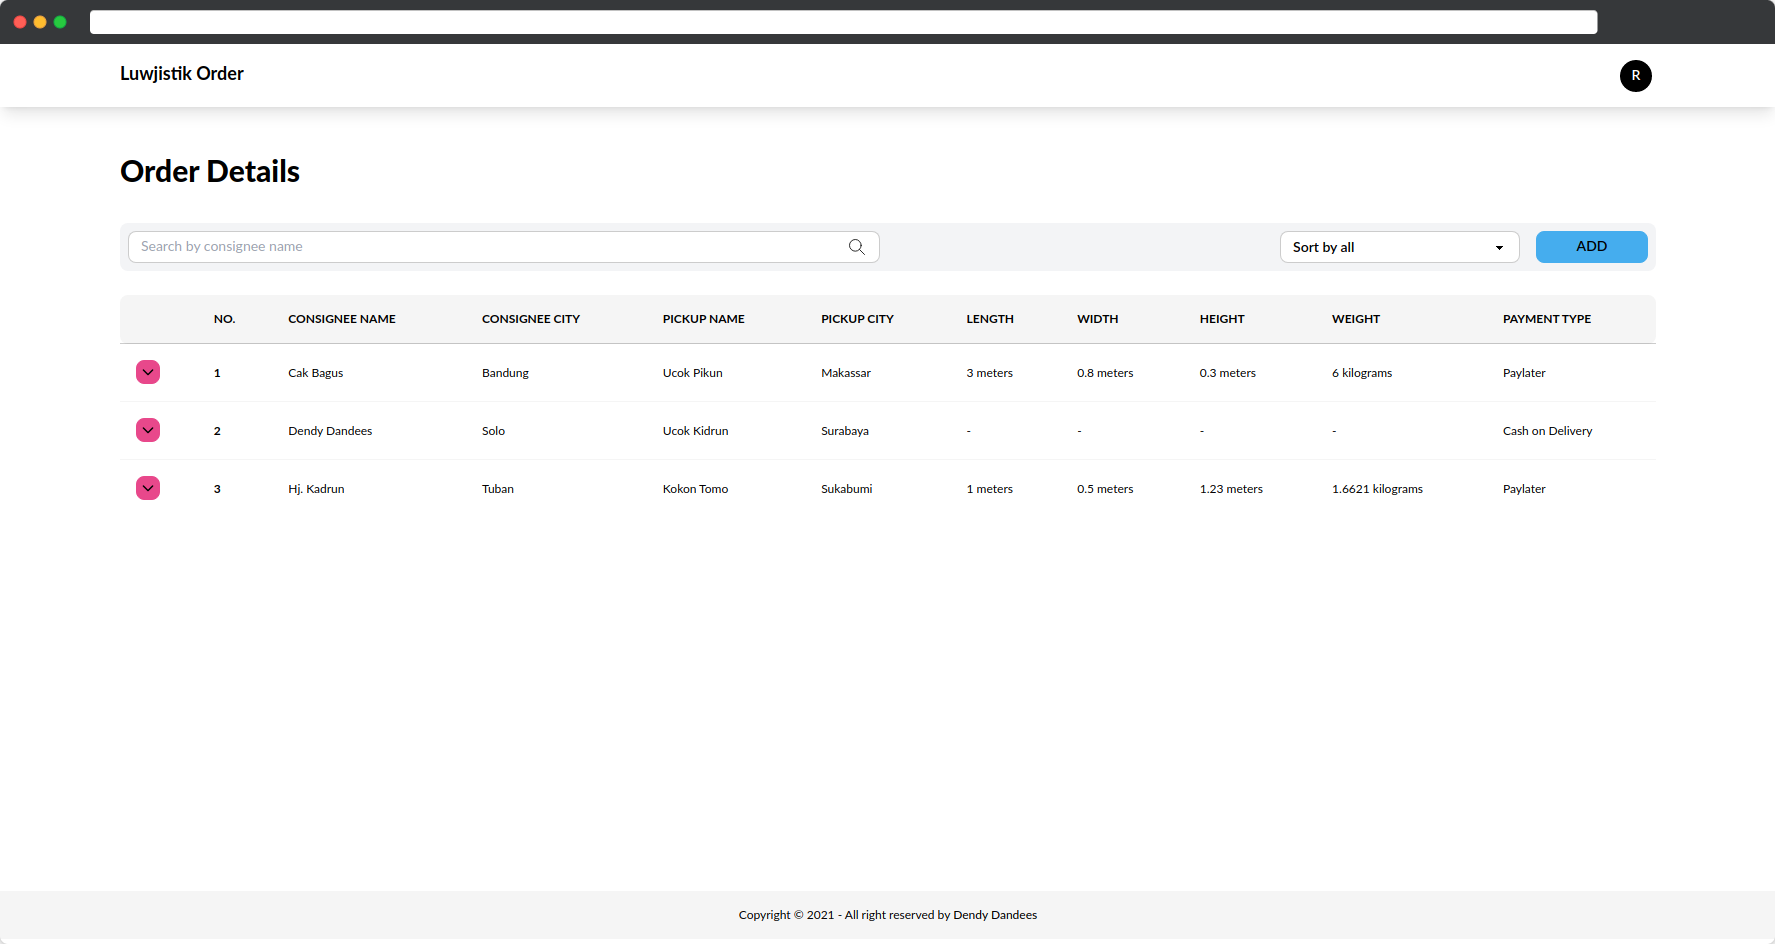 Luwjistik Order
R
Order Details
Search by consignee name
Sort by all
ADD
NO. CONSIGNEE NAME CONSIGNEE CITY PICKUP NAME PICKUP CITY LENGTH WIDTH HEIGHT WEIGHT PAYMENT TYPE
1 Cak Bagus Bandung Ucok Pikun Makassar 3 meters 0.8 meters 0.3 meters 6 kilograms Paylater
2 Dendy Dandees Solo Ucok Kidrun Surabaya - - - - Cash on Delivery
3 Hj. Kadrun Tuban Kokon Tomo Sukabumi 1 meters 0.5 meters 1.23 meters 1.6621 kilograms Paylater
Copyright © 2021 - All right reserved by Dendy Dandees